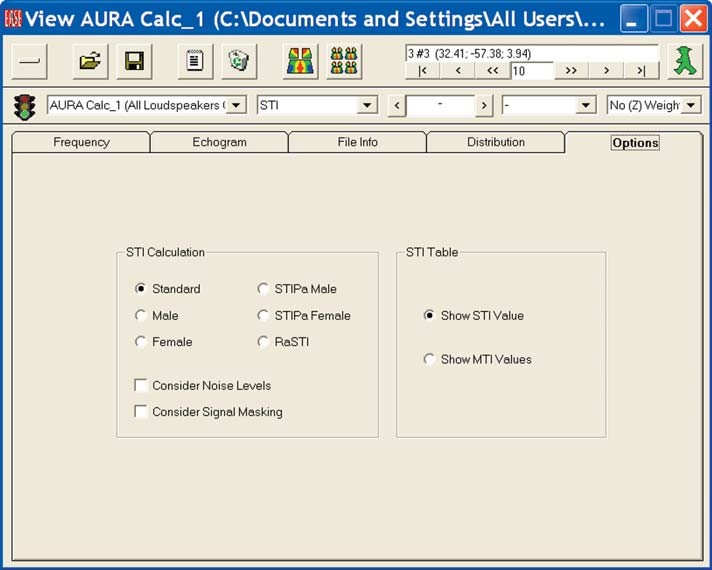 EASE View AURA Calc_1 (C:\Documents and Settings\All Users\...
3 #3 (32.41; -57.38; 3.94)
|< < << 10 >> > >|
AURA Calc_1 (All Loudspeakers ( STI < - > - No (Z) Weigh
Frequency Echogram File Info Distribution Options
STI Calculation STI Table
Standard STIPa Male
Male STIPa Female Show STI Value
Female RaSTI
Show MTI Values
Consider Noise Levels
Consider Signal Masking